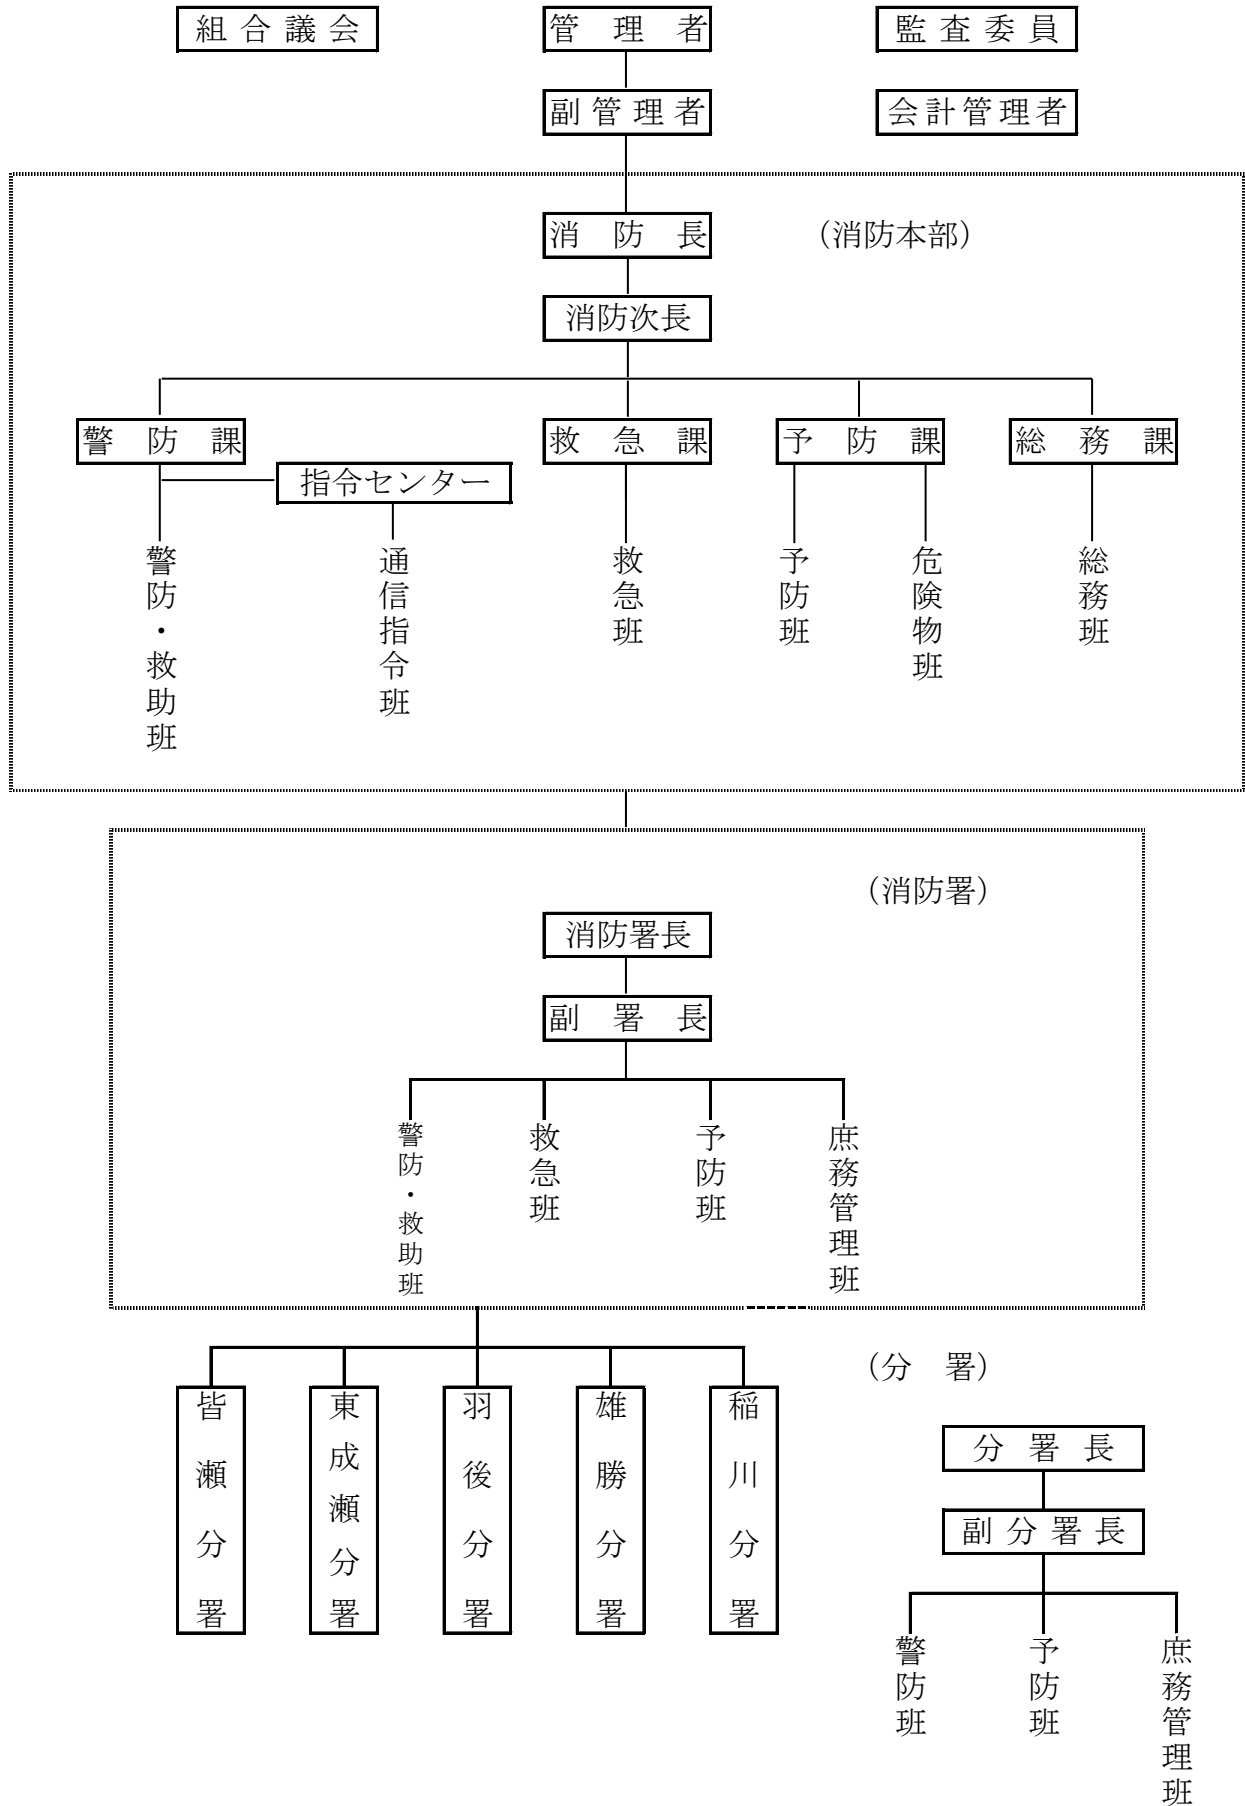 組合議会
管理者
監査委員
副管理者
会計管理者
消防長
（消防本部）
消防次長
警防課
救急課
予防課
総務課
指令センター
警防・救助班
通信指令班
救急班
予防班
危険物班
総務班
（消防署）
消防署長
副署長
警防・救助班
救急班
予防班
庶務管理班
（分　署）
皆瀬分署
東成瀬分署
羽後分署
雄勝分署
稲川分署
分署長
副分署長
警防班
予防班
庶務管理班